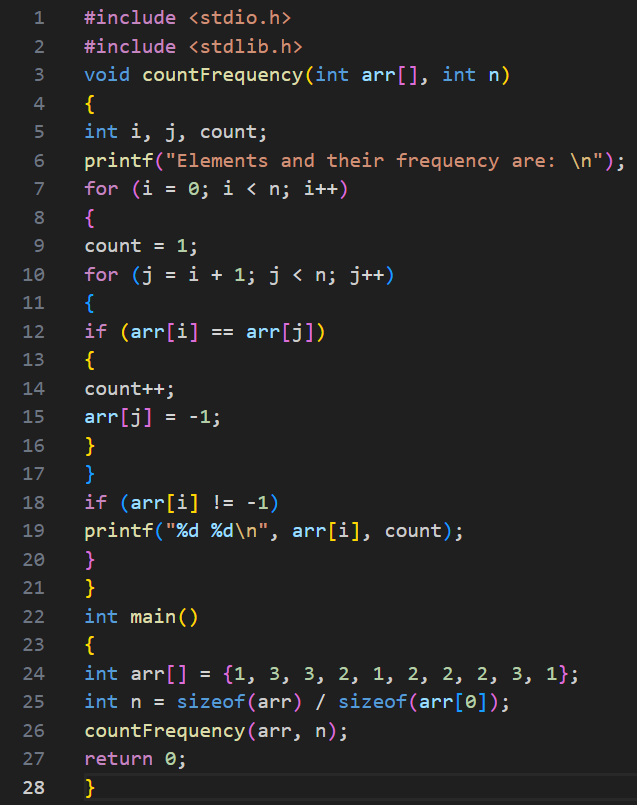 1 #include <stdio.h>
2 #include <stdlib.h>
3 void countFrequency(int arr[], int n)
4 {
5 int i, j, count;
6 printf("Elements and their frequency are: \n");
7 for (i = 0; i < n; i++)
8 {
9 count = 1;
10 for (j = i + 1; j < n; j++)
11 {
12 if (arr[i] == arr[j])
13 {
14 count++;
15 arr[j] = -1;
16 }
17 }
18 if (arr[i] != -1)
19 printf("%d %d\n", arr[i], count);
20 }
21 }
22 int main()
23 {
24 int arr[] = {1, 3, 3, 2, 1, 2, 2, 2, 3, 1};
25 int n = sizeof(arr) / sizeof(arr[0]);
26 countFrequency(arr, n);
27 return 0;
28 }